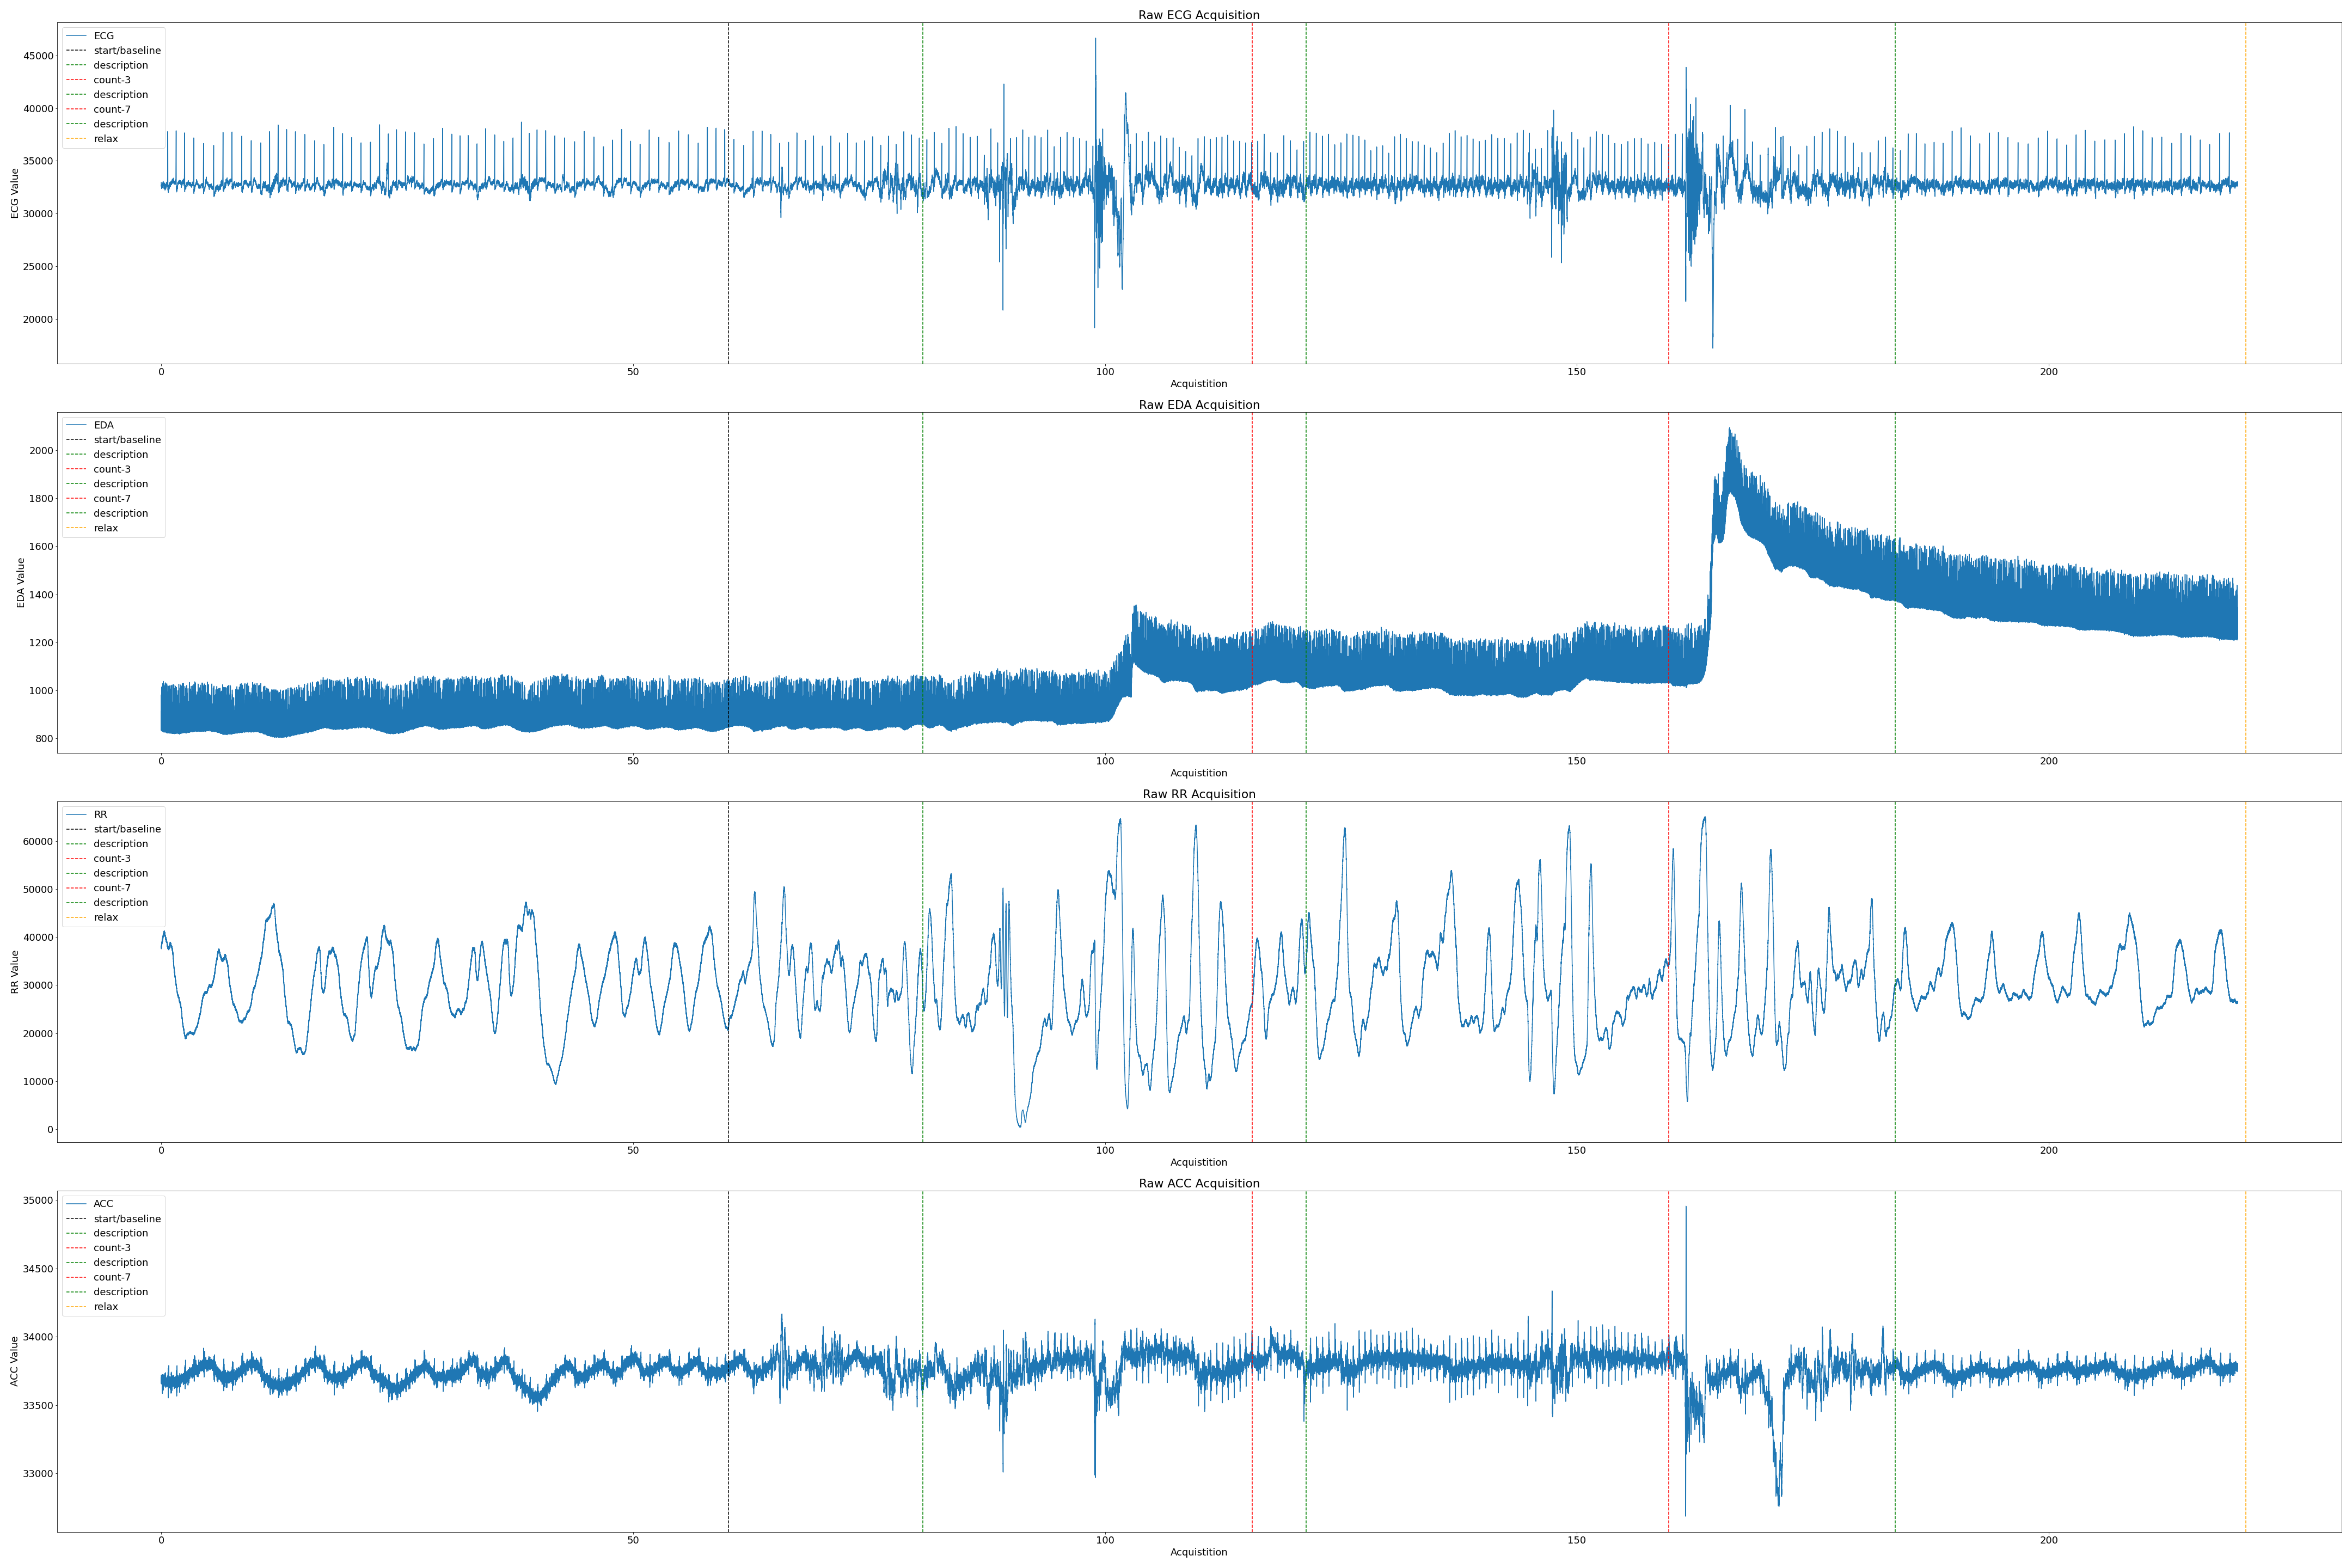 Raw ECG Acquisition
ECG
start/baseline
description
count-3
description
count-7
description
relax
45000
40000
35000
30000
25000
20000
ECG Value
0 50 100 150 200
Acquistition
Raw EDA Acquisition
EDA
start/baseline
description
count-3
description
count-7
description
relax
2000
1800
1600
1400
1200
1000
800
EDA Value
0 50 100 150 200
Acquistition
Raw RR Acquisition
RR
start/baseline
description
count-3
description
count-7
description
relax
60000
50000
40000
30000
20000
10000
0
RR Value
0 50 100 150 200
Acquistition
Raw ACC Acquisition
ACC
start/baseline
description
count-3
description
count-7
description
relax
35000
34500
34000
33500
33000
ACC Value
0 50 100 150 200
Acquistition